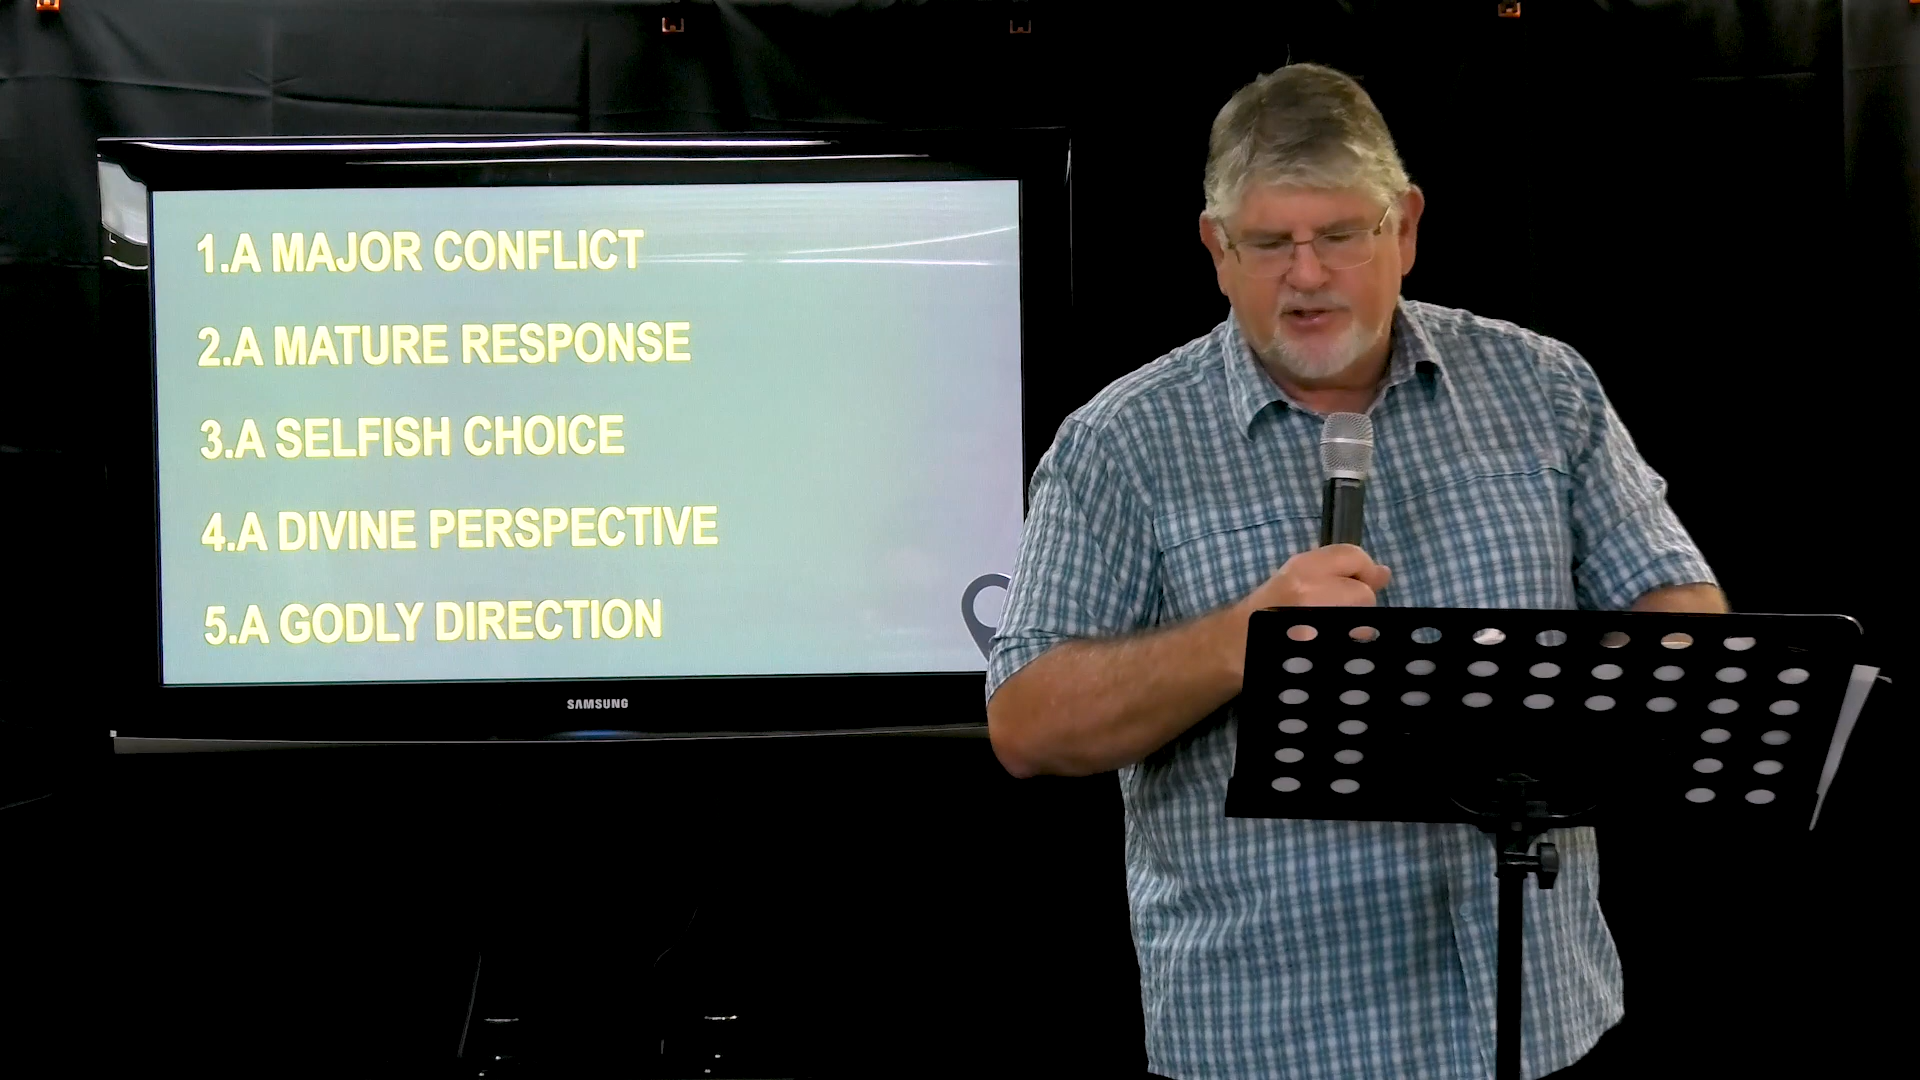 1.A MAJOR CONFLICT
2.A MATURE RESPONSE
3.A SELFISH CHOICE
4.A DIVINE PERSPECTIVE
5.A GODLY DIRECTION
SAMSUNG